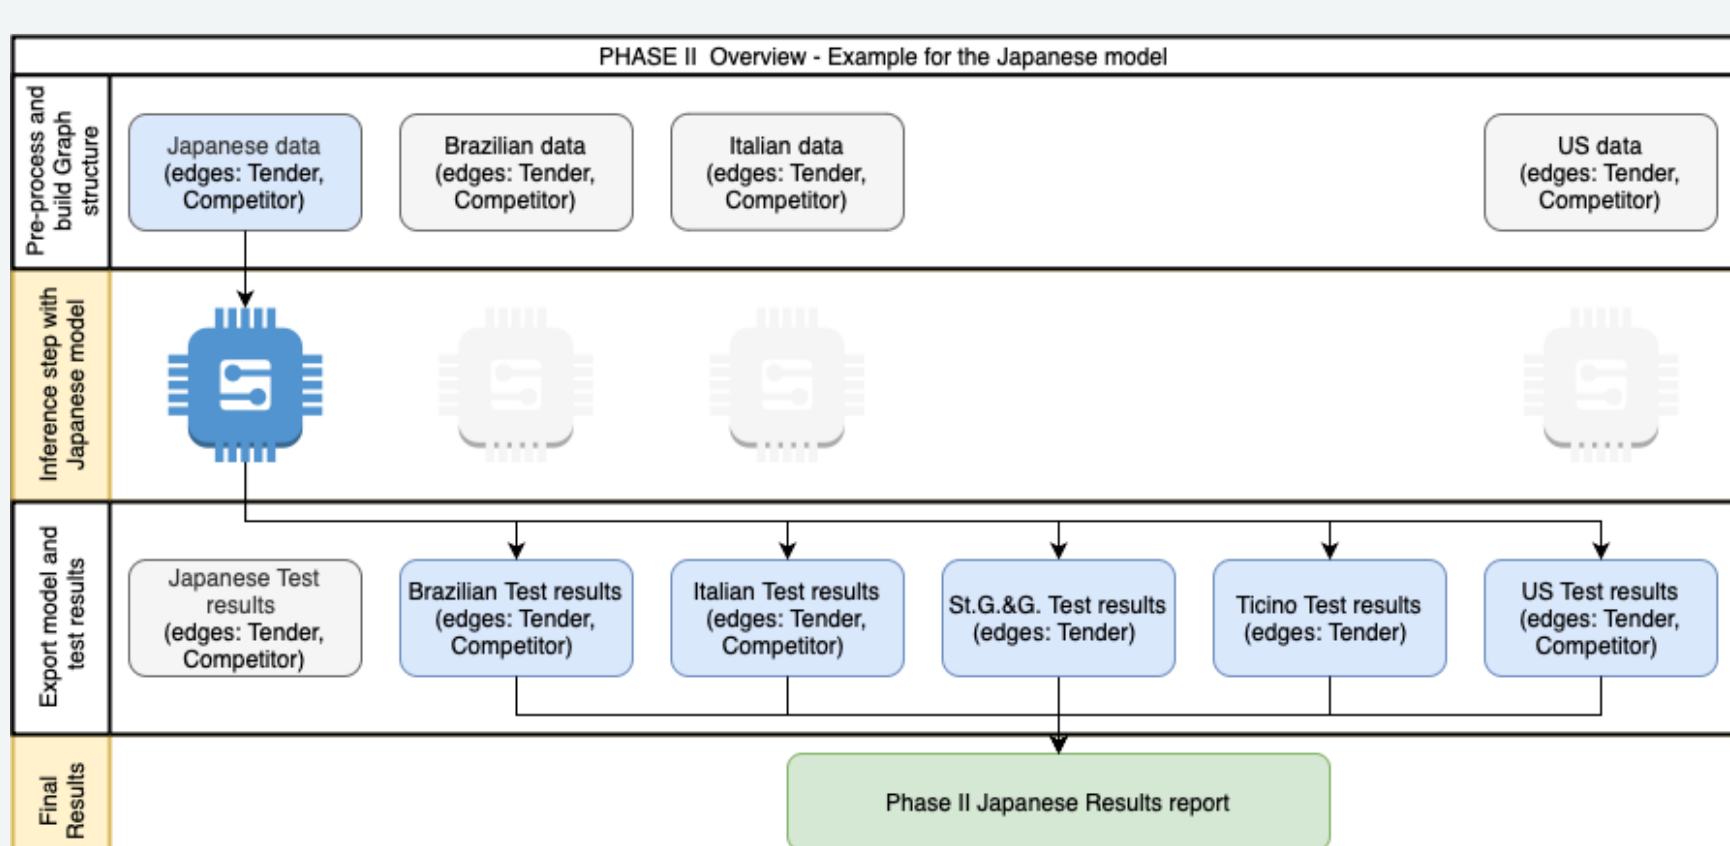 PHASE II  Overview - Example for the Japanese model
Pre-process and
build Graph
structure
Japanese data
(edges: Tender,
Competitor)
Brazilian data
(edges: Tender,
Competitor)
Italian data
(edges: Tender,
Competitor)
US data
(edges: Tender,
Competitor)
Inference step with
Japanese model
Export model and
test results
Japanese Test
results
(edges: Tender,
Competitor)
Brazilian Test results
(edges: Tender,
Competitor)
Italian Test results
(edges: Tender,
Competitor)
St.G.&G. Test results
(edges: Tender)
Ticino Test results
(edges: Tender)
US Test results
(edges: Tender,
Competitor)
Final
Results
Phase II Japanese Results report